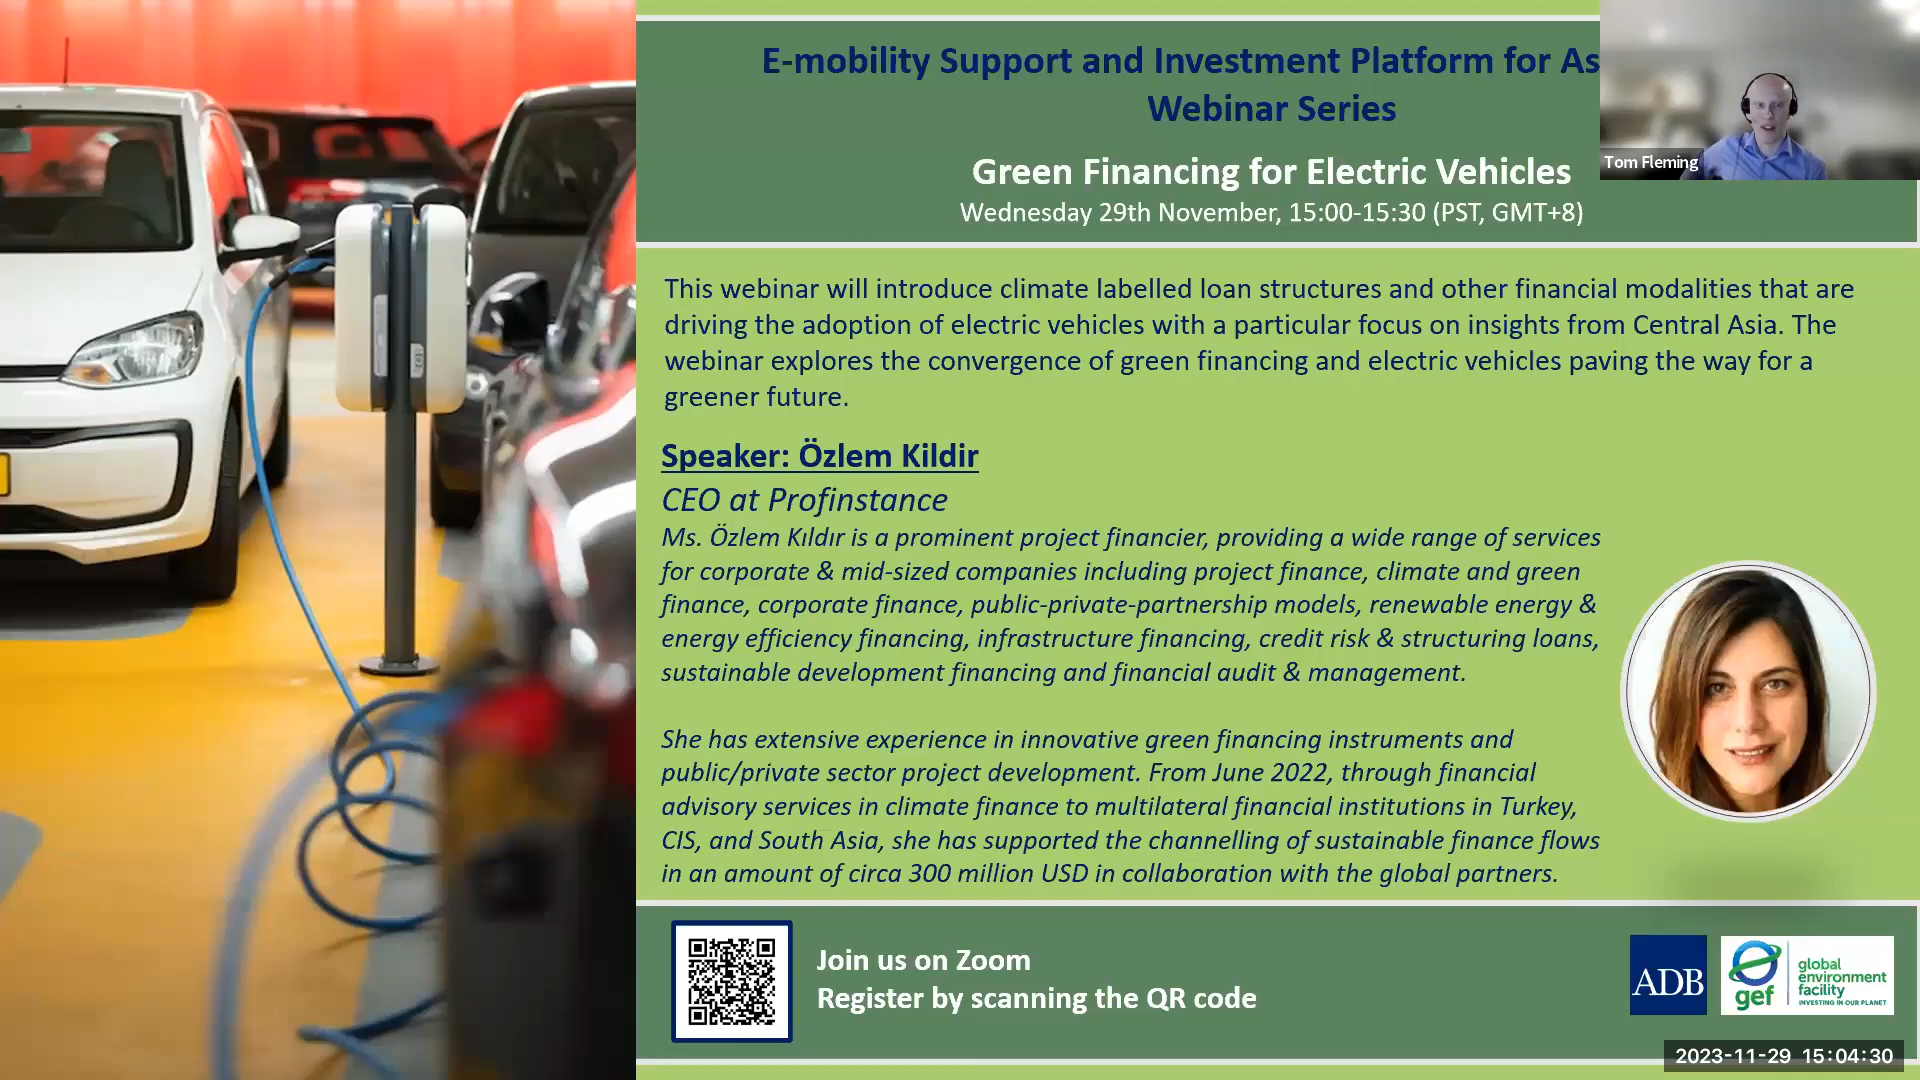 E-mobility Support and Investment Platform for As
Webinar Series
Green Financing for Electric Vehicles
Wednesday 29th November, 15:00-15:30 (PST, GMT+8)
Tom Fleming
This webinar will introduce climate labelled loan structures and other financial modalities that are
driving the adoption of electric vehicles with a particular focus on insights from Central Asia. The
webinar explores the convergence of green financing and electric vehicles paving the way for a
greener future.
Speaker: Özlem Kildir
CEO at Profinstance
Ms. Özlem Kıldır is a prominent project financier, providing a wide range of services
for corporate & mid-sized companies including project finance, climate and green
finance, corporate finance, public-private-partnership models, renewable energy &
energy efficiency financing, infrastructure financing, credit risk & structuring loans,
sustainable development financing and financial audit & management.
She has extensive experience in innovative green financing instruments and
public/private sector project development. From June 2022, through financial
advisory services in climate finance to multilateral financial institutions in Turkey,
CIS, and South Asia, she has supported the channelling of sustainable finance flows
in an amount of circa 300 million USD in collaboration with the global partners.
Join us on Zoom
Register by scanning the QR code
ADB
gef
global
environment
facility
INVESTING IN OUR PLANET
2023-11-29 15:04:30